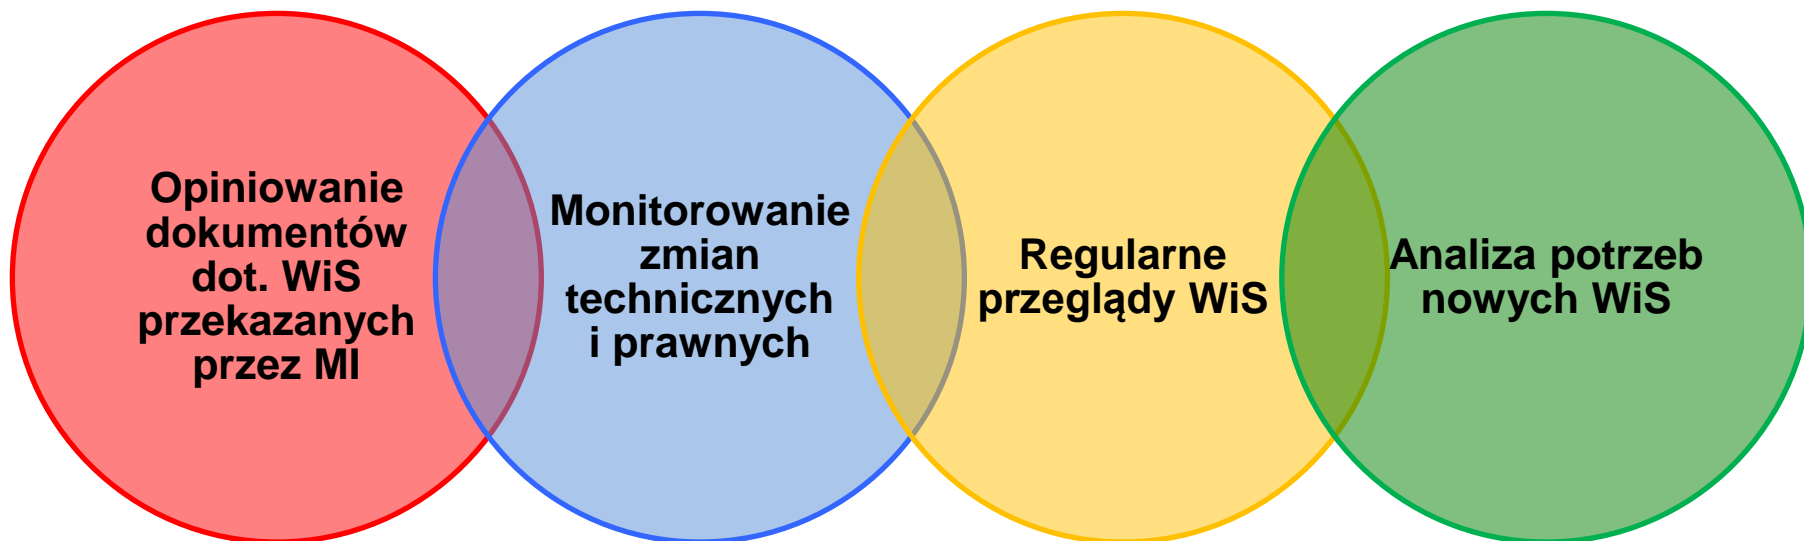 Opiniowanie
dokumentów
dot. WiS
przekazanych
przez MI
Monitorowanie
zmian
technicznych
i prawnych
Regularne
przeglądy WiS
Analiza potrzeb
nowych WiS